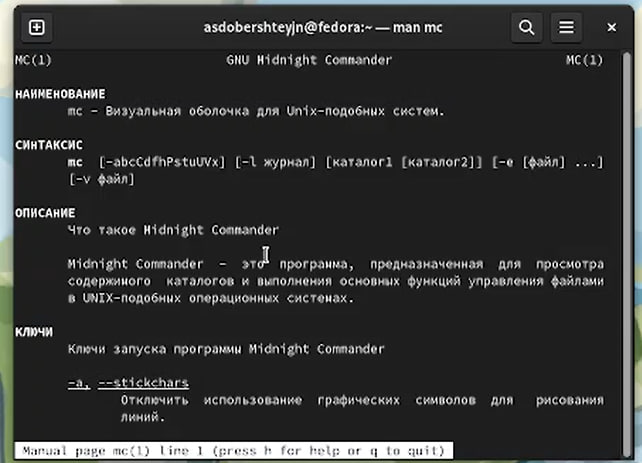 asdobershteyjn@fedora:~ — man mc
MC(1) GNU Midnight Commander MC(1)
НАИМЕНОВАНИЕ
mc - Визуальная оболочка для Unix-подобных систем.
СИНТАКСИС
mc [-abcCdfhPstuUVx] [-l журнал] [каталог1 [каталог2]] [-e [файл] ...]
[-v файл]
ОПИСАНИЕ
Что такое Midnight Commander
Midnight Commander - это программа, предназначенная для просмотра
содержимого каталогов и выполнения основных функций управления файлами
в UNIX-подобных операционных системах.
КЛЮЧИ
Ключи запуска программы Midnight Commander
-a, --stickchars
Отключить использование графических символов для рисования
линий.
Manual page mc(1) line 1 (press h for help or q to quit)